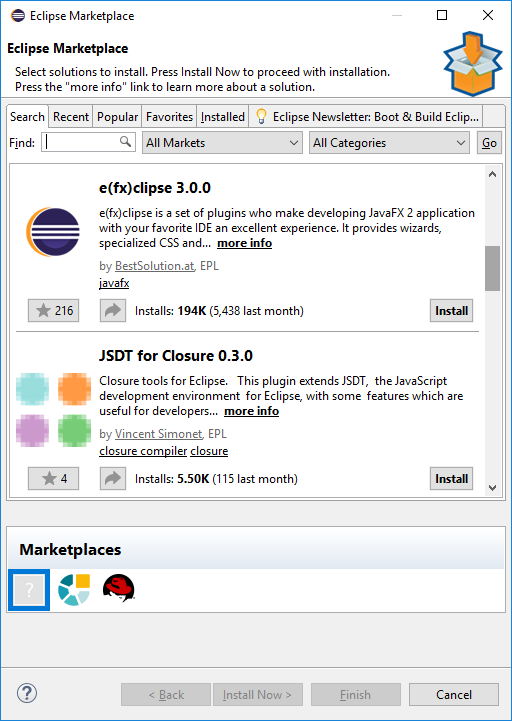 Eclipse Marketplace
Eclipse Marketplace
Select solutions to install. Press Install Now to proceed with installation.
Press the "more info" link to learn more about a solution.
Search Recent Popular Favorites Installed Eclipse Newsletter: Boot & Build Eclip...
Find: All Markets All Categories Go
e(fx)clipse 3.0.0
e(fx)clipse is a set of plugins who make developing JavaFX 2 application
with your favorite IDE an excellent experience. It provides wizards,
specialized CSS and... more info
by BestSolution.at, EPL
javafx
216 Installs: 194K (5,438 last month) Install
JSDT for Closure 0.3.0
Closure tools for Eclipse. This plugin extends JSDT, the JavaScript
development environment for Eclipse, with some features which are
useful for developers... more info
by Vincent Simonet, EPL
closure compiler closure
4 Installs: 5.50K (115 last month) Install
Marketplaces
?
? < Back Install Now > Finish Cancel